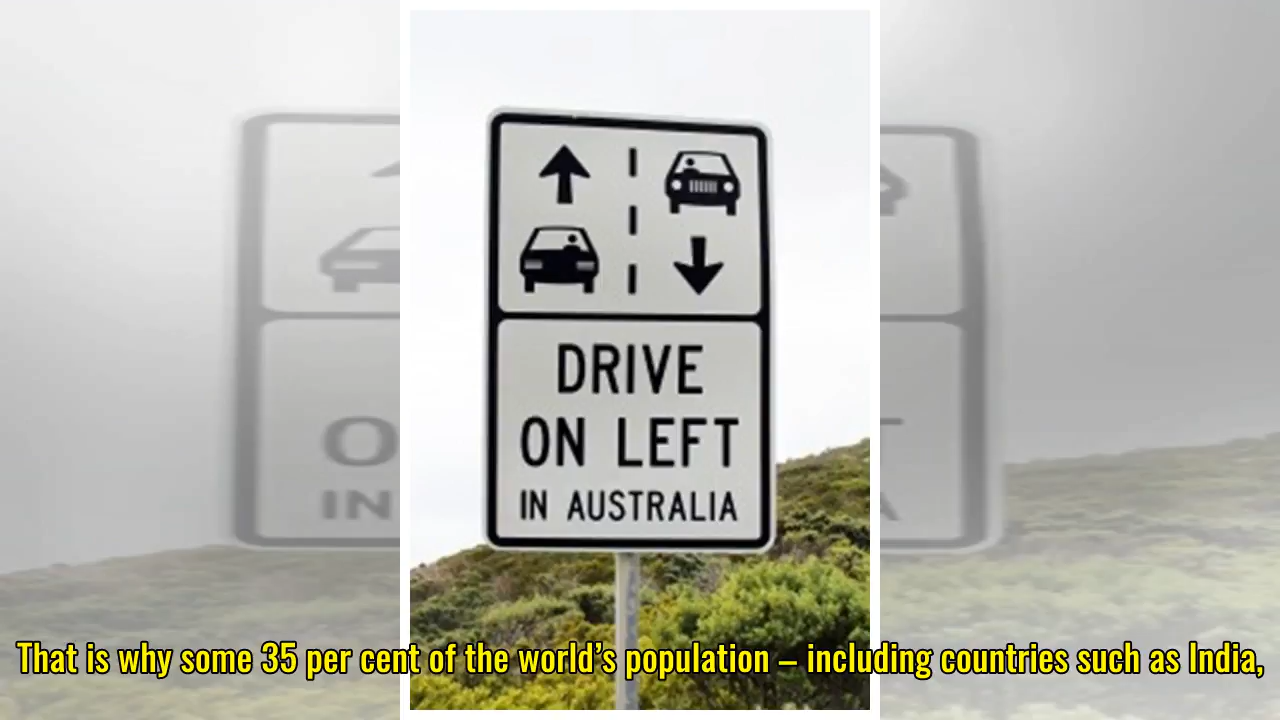 DRIVE
ON LEFT
IN AUSTRALIA
That is why some 35 per cent of the world's population – including countries such as India,